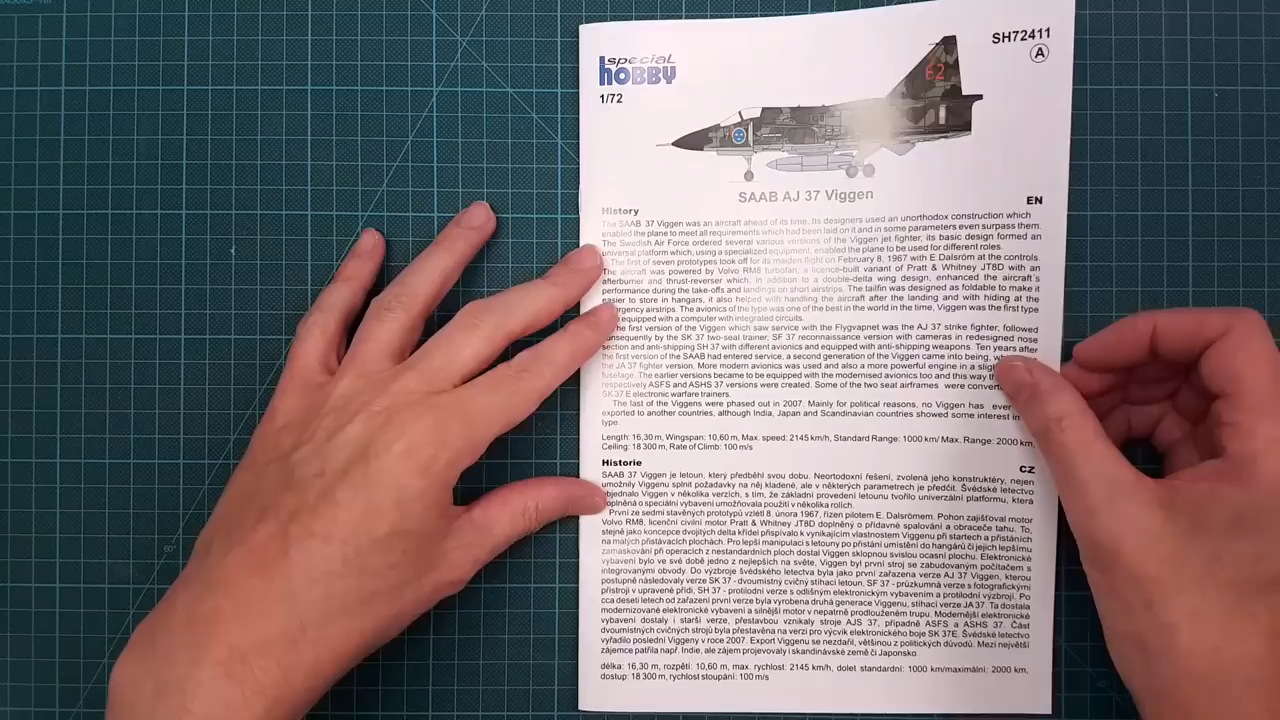 special
hobby
1/72
SH72411
A
62
SAAB AJ 37 Viggen
History
EN
The SAAB 37 Viggen was an aircraft ahead of its time. Its designers used an unorthodox construction which
enabled the plane to meet all requirements which had been laid on it and in some parameters even surpass them.
The Swedish Air Force ordered several various versions of the Viggen jet fighter, its basic design formed an
universal platform which, using a specialized equipment, enabled the plane to be used for different roles.
The first of seven prototypes took off for its maiden flight on February 8, 1967 with E Dalsröm at the controls.
The aircraft was powered by Volvo RM8 turbofan, a licence-built variant of Pratt & Whitney JT8D with an
afterburner and thrust-reverser which, in addition to a double-delta wing design, enhanced the aircraft´s
performance during the take-offs and landings on short airstrips. The tailfin was designed as foldable to make it
easier to store in hangars, it also helped with handling the aircraft after the landing and with hiding at the
airstrips. The avionics of the type was one of the best in the world in the time, Viggen was the first type
equipped with a computer with integrated circuits.
first version of the Viggen which saw service with the Flygvapnet was the AJ 37 strike fighter, followed
by the SK 37 two-seat trainer, SF 37 reconnaissance version with cameras in redesigned nose
section and anti-shipping SH 37 with different avionics and equipped with anti-shipping weapons. Ten years after
the first version of the SAAB had entered service, a second generation of the Viggen came into being,
the JA 37 fighter version. More modern avionics was used and also a more powerful engine in a
fuselage. The earlier versions became to be equipped with the modernised avionics too and this way
respectively ASFS and ASHS 37 versions were created. Some of the two seat airframes were
SK 37 E electronic warfare trainers.
The last of the Viggens were phased out in 2007. Mainly for political reasons, no Viggen has ever
exported to another countries, although India, Japan and Scandinavian countries showed some interest in
type.
Length: 16,30 m, Wingspan: 10,60 m, Max. speed: 2145 km/h, Standard Range: 1000 km/ Max. Range: 2000 km,
Ceiling: 18 300 m, Rate of Climb: 100 m/s
Historie
CZ
SAAB 37 Viggen je letoun, který předběhl svou dobu. Neortodoxní řešení, zvolená jeho konstruktéry, nejen
umožnily Viggenu splnit požadavky na něj kladené, ale v některých parametrech je předčit. Švédské letectvo
objednalo Viggen v několika verzích, s tím, že základní provedení letounu tvořilo univerzální platformu, která
doplněná o speciální vybavení umožňovala použití v několika rolích.
První ze sedmi stavěných prototypů vzlétl 8. února 1967, řízen pilotem E. Dalsrömem. Pohon zajišťoval motor
Volvo RM8, licenční civilní motor Pratt & Whitney JT8D doplněný o přídavné spalování a obraceče tahu. To,
stejně jako koncepce dvojitých delta křídel přispívalo k vynikajícím vlastnostem Viggenu při startech a přistáních
na malých přistávacích plochách. Pro lepší manipulaci s letouny po přistání umístění do hangárů či jejich lepšímu
zamaskování při operacích z nestandardních ploch dostal Viggen sklopnou svislou ocasní plochu. Elektronické
vybavení bylo ve své době jedno z nejlepších na světe, Viggen byl první stroj se zabudovaným počítačem s
integrovanými obvody. Do výzbroje švédského letectva byla jako první zařazena verze AJ 37 Viggen, kterou
postupně následovaly verze SK 37 - dvoumístný cvičný stíhací letoun, SF 37 - průzkumná verze s fotografickými
přístroji v upravené přídi, SH 37 - protilodní verze s odlišným elektronickým vybavením a protilodní výzbrojí. Po
cca deseti letech od zařazení první verze byla vyrobena druhá generace Viggenu, stíhací verze JA 37. Ta dostala
modernizované elektronické vybavení a silnější motor v nepatrně prodlouženém trupu. Modernější elektronické
vybavení dostaly i starší verze, přestavbou vznikaly stroje AJS 37, případně ASFS a ASHS 37. Část
dvoumístných cvičných strojů byla přestavěna na verzi pro výcvik elektronického boje SK 37E. Švédské letectvo
vyřadilo poslední Viggeny v roce 2007. Export Viggenu se nezdařil, většinou z politických důvodů. Mezi největší
zájemce patřila např. Indie, ale zájem projevovaly i skandinávské země či Japonsko.
délka: 16,30 m, rozpětí: 10,60 m, max. rychlost: 2145 km/h, dolet standardní: 1000 km/maximální: 2000 km,
dostup: 18 300 m, rychlost stoupání: 100 m/s
60°